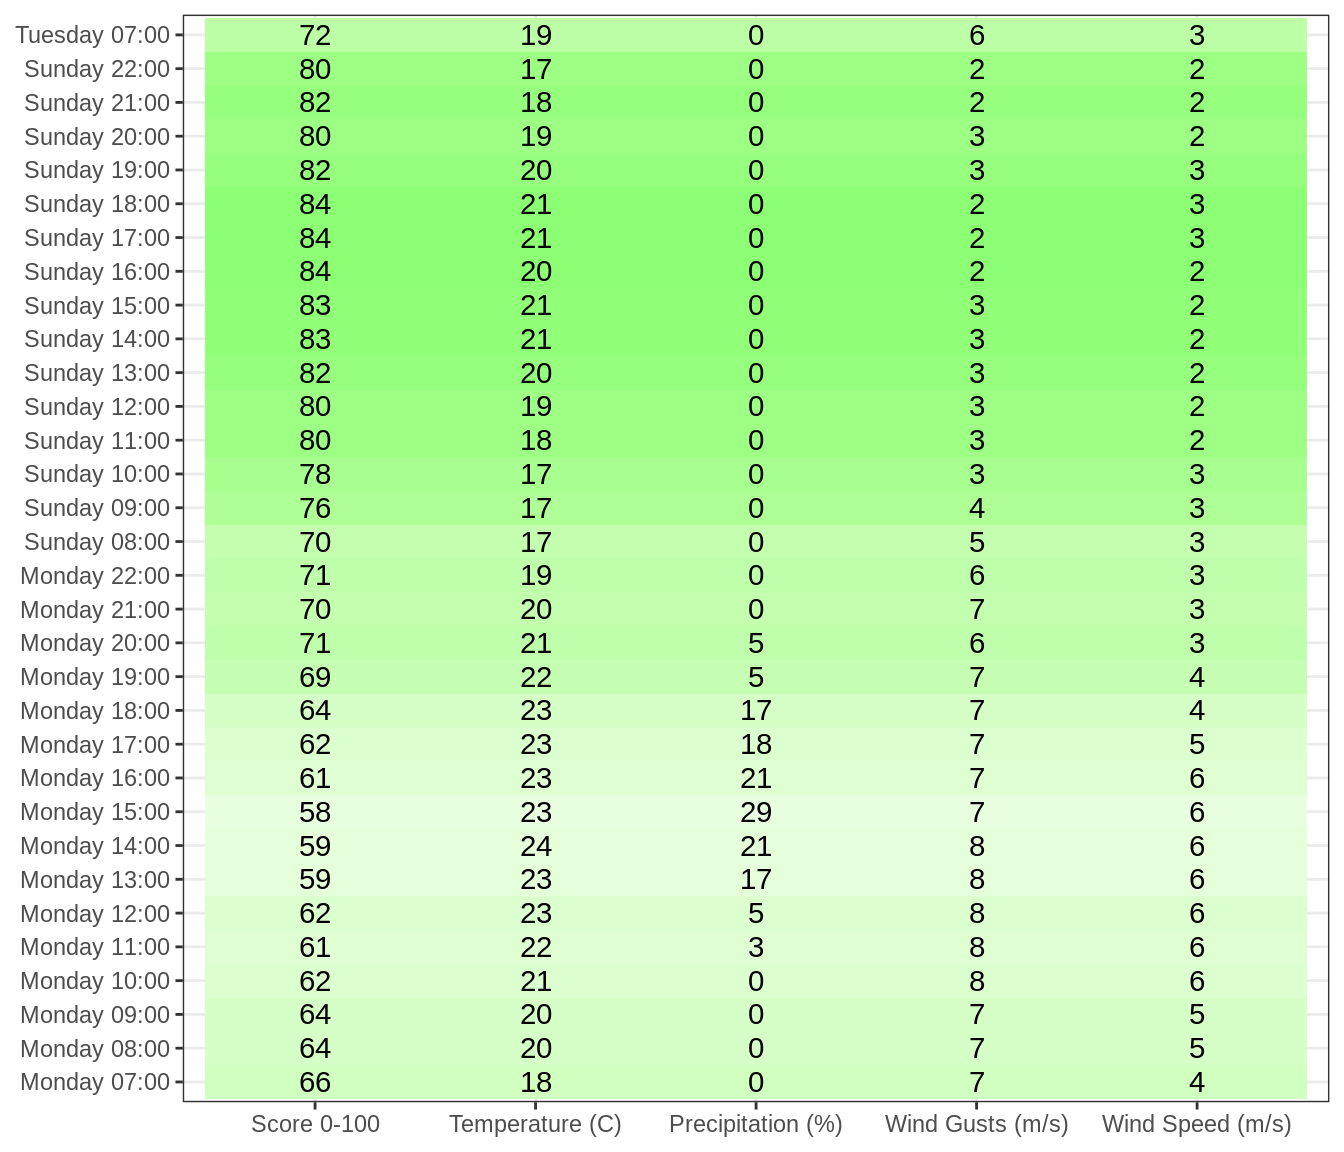 Tuesday 07:00 72 19 0 6 3
Sunday 22:00 80 17 0 2 2
Sunday 21:00 82 18 0 2 2
Sunday 20:00 80 19 0 3 2
Sunday 19:00 82 20 0 3 3
Sunday 18:00 84 21 0 2 3
Sunday 17:00 84 21 0 2 3
Sunday 16:00 84 20 0 2 2
Sunday 15:00 83 21 0 3 2
Sunday 14:00 83 21 0 3 2
Sunday 13:00 82 20 0 3 2
Sunday 12:00 80 19 0 3 2
Sunday 11:00 80 18 0 3 2
Sunday 10:00 78 17 0 3 3
Sunday 09:00 76 17 0 4 3
Sunday 08:00 70 17 0 5 3
Monday 22:00 71 19 0 6 3
Monday 21:00 70 20 0 7 3
Monday 20:00 71 21 5 6 3
Monday 19:00 69 22 5 7 4
Monday 18:00 64 23 17 7 4
Monday 17:00 62 23 18 7 5
Monday 16:00 61 23 21 7 6
Monday 15:00 58 23 29 7 6
Monday 14:00 59 24 21 8 6
Monday 13:00 59 23 17 8 6
Monday 12:00 62 23 5 8 6
Monday 11:00 61 22 3 8 6
Monday 10:00 62 21 0 8 6
Monday 09:00 64 20 0 7 5
Monday 08:00 64 20 0 7 5
Monday 07:00 66 18 0 7 4
Score 0-100 Temperature (C) Precipitation (%) Wind Gusts (m/s) Wind Speed (m/s)